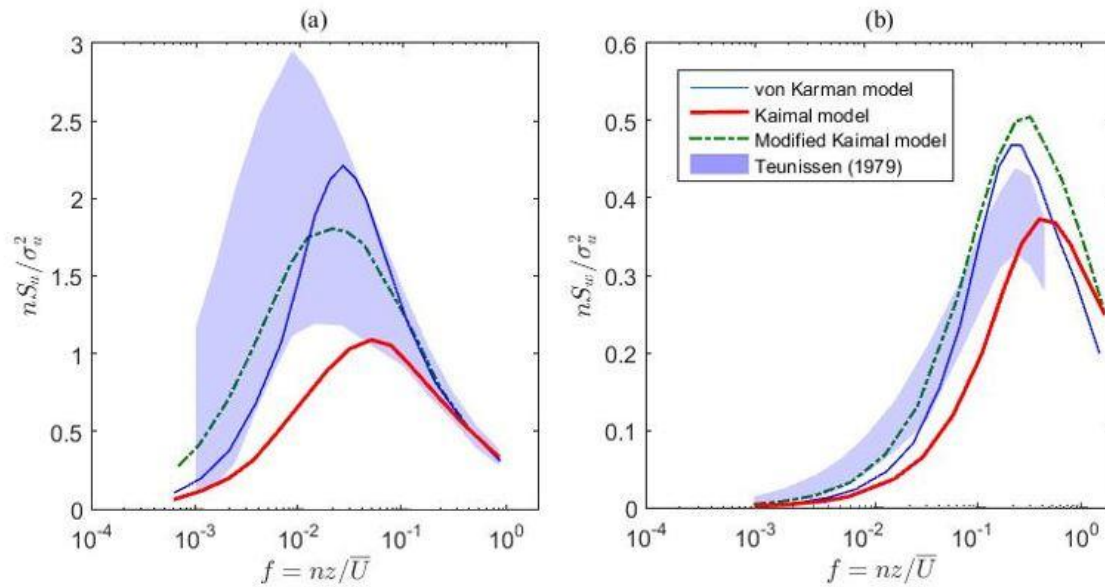 (a)
3
2.5
2
1.5
1
0.5
0
nS_u/σ_u^2
10^-4
10^-3
10^-2
10^-1
10^0
f = nz/U̅
(b)
0.6
0.5
0.4
0.3
0.2
0.1
0
nS_w/σ_u^2
von Karman model
Kaimal model
Modified Kaimal model
Teunissen (1979)
10^-4
10^-3
10^-2
10^-1
10^0
f = nz/U̅